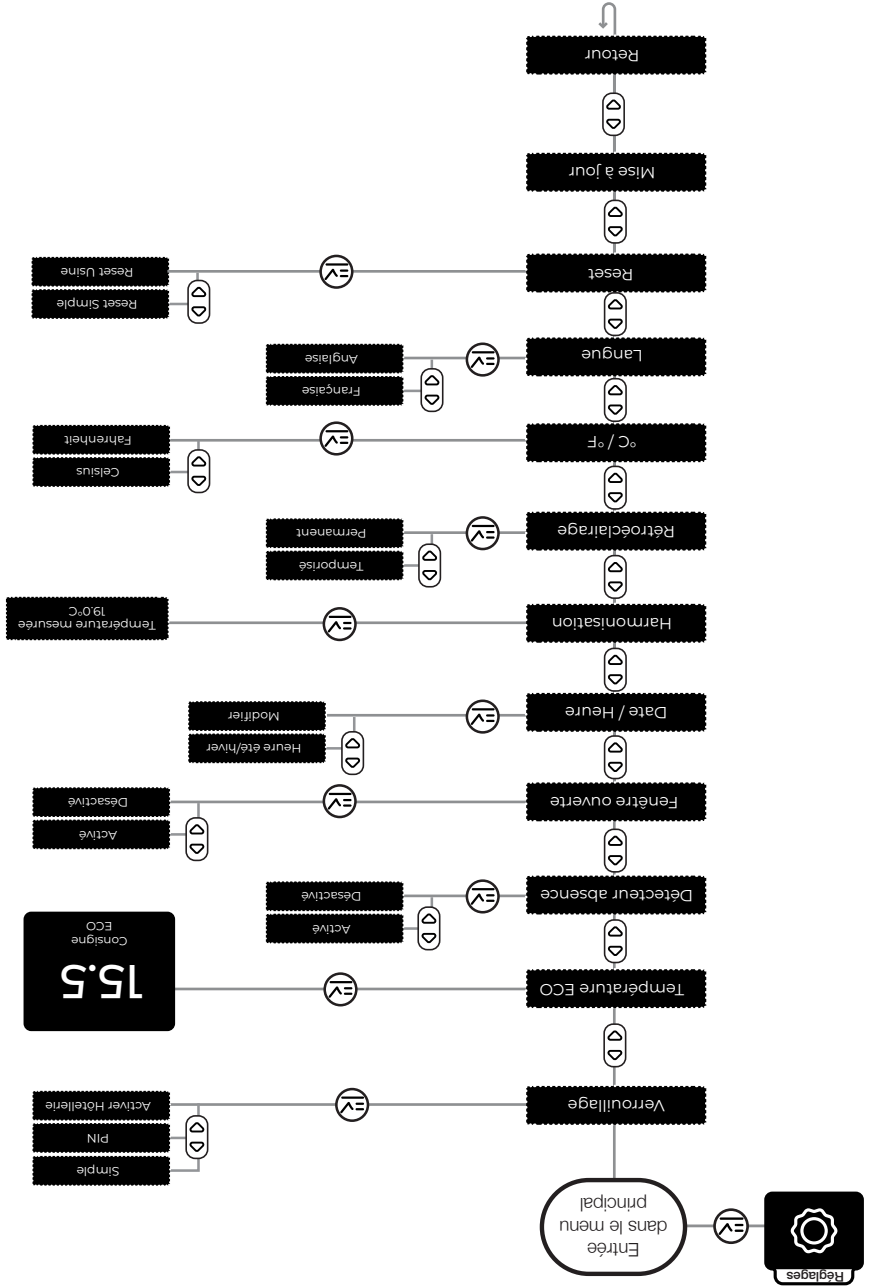 Réglages
Entrée
dans le menu
principal
Verrouillage
Simple
PIN
Activer Hôtellerie
Température ECO
15.5
Consigne
ECO
Détecteur absence
Activé
Désactivé
Fenêtre ouverte
Activé
Désactivé
Date / Heure
Heure été/hiver
Modifier
Harmonisation
Température mesurée
19.0°C
Rétroéclairage
Temporisé
Permanent
°C / °F
Celsius
Fahrenheit
Langue
Française
Anglaise
Reset
Reset Simple
Reset Usine
Mise à jour
Retour